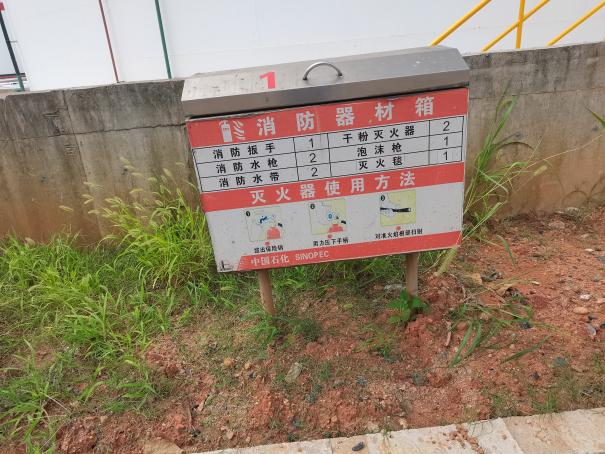 1
消防器材箱
消防扳手 1 干粉灭火器 2
消防水枪 2 泡沫枪 1
消防水带 2 灭火毯 1
灭火器使用方法
提出保险销 用力压下手柄 对准火焰根部扫射
中国石化 SINOPEC